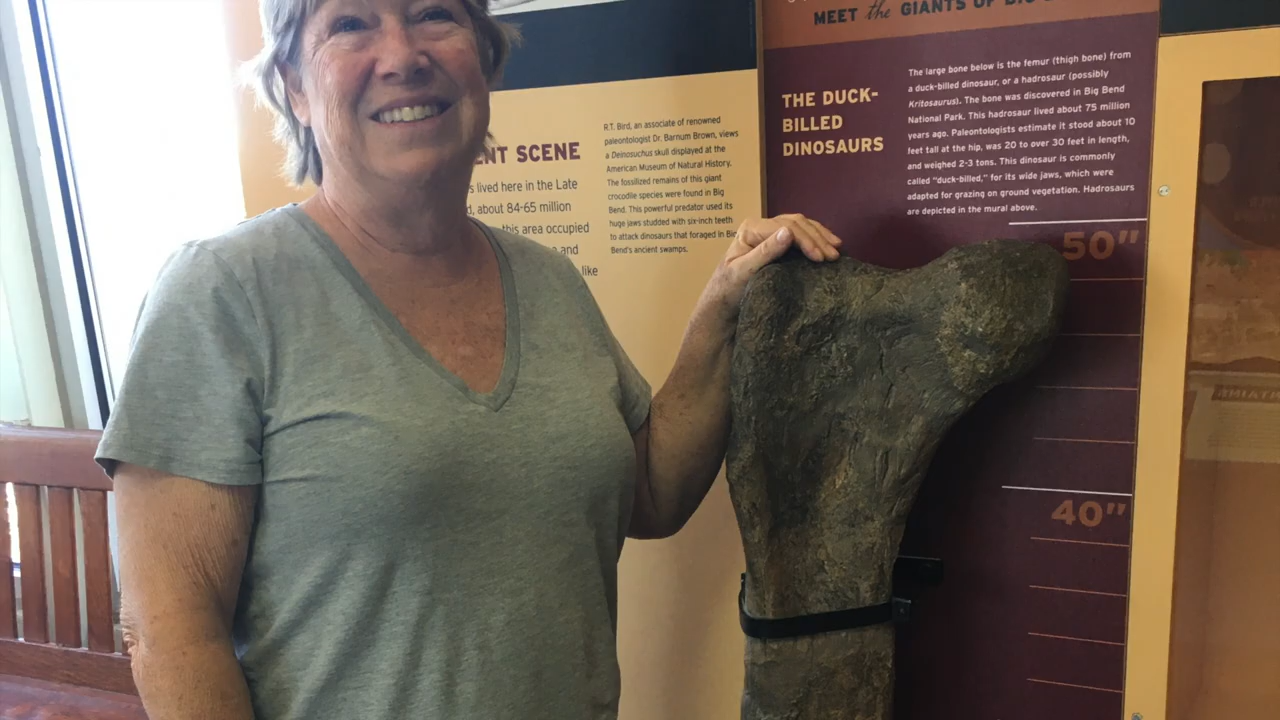 MEET the GIANTS OF BIG
THE DUCK-
BILLED
DINOSAURS
The large bone below is the femur (thigh bone) from
a duck-billed dinosaur, or a hadrosaur (possibly
Kritosaurus). The bone was discovered in Big Bend
National Park. This hadrosaur lived about 75 million
years ago. Paleontologists estimate it stood about 10
feet tall at the hip, was 20 to over 30 feet in length,
and weighed 2-3 tons. This dinosaur is commonly
called "duck-billed," for its wide jaws, which were
adapted for grazing on ground vegetation. Hadrosaurs
are depicted in the mural above.
ENT SCENE
s lived here in the Late
d, about 84-65 million
this area occupied
and
like
R.T. Bird, an associate of renowned
paleontologist Dr. Barnum Brown, views
a Deinosuchus skull displayed at the
American Museum of Natural History.
The fossilized remains of this giant
crocodile species were found in Big
Bend. This powerful predator used its
huge jaws studded with six-inch teeth
to attack dinosaurs that foraged in Big
Bend's ancient swamps.
50"
40"